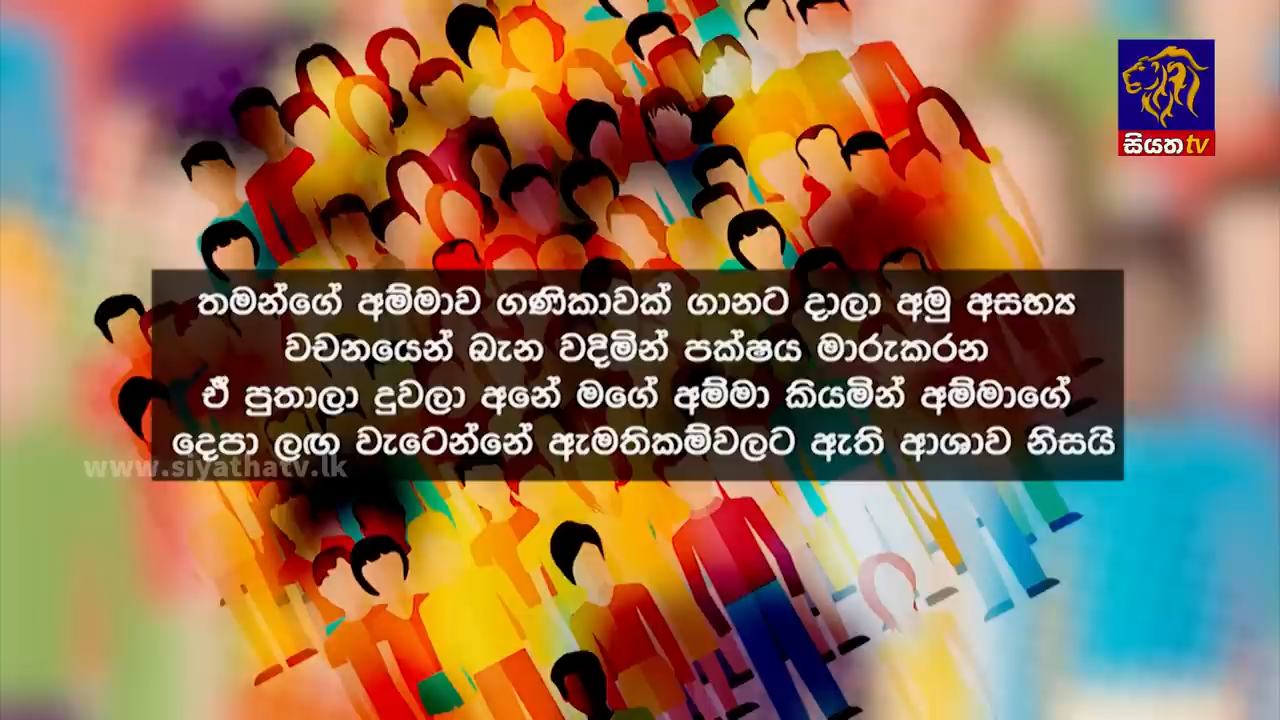 සියත tv
තමන්ගේ අම්මාව ගණිකාවක් ගානට දාලා අමු අසභ්‍ය
වචනයෙන් බැන වදිමින් පක්ෂය මාරුකරන
ඒ පුතාලා දුවලා අනේ මගේ අම්මා කියමින් අම්මාගේ
දෙපා ලඟ වැටෙන්නේ ඇමතිකම්වලට ඇති ආශාව නිසයි
www.siyathatv.lk